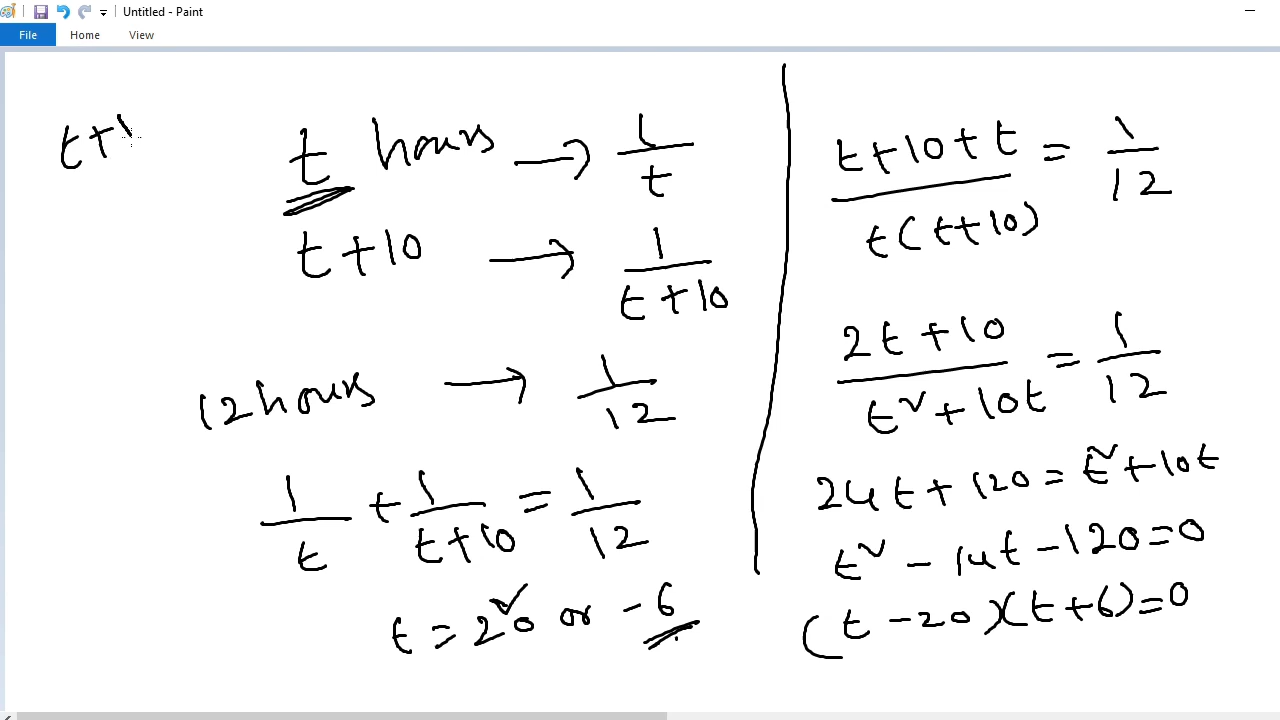 Untitled - Paint
File Home View
t+1
t hours → 1/t
t+10 → 1/(t+10)
12 hours → 1/12
1/t + 1/(t+10) = 1/12
t = 20 or -6
(t+10+t)/(t(t+10)) = 1/12
(2t+10)/(t²+10t) = 1/12
24t+120 = t²+10t
t²-14t-120=0
(t-20)(t+6)=0